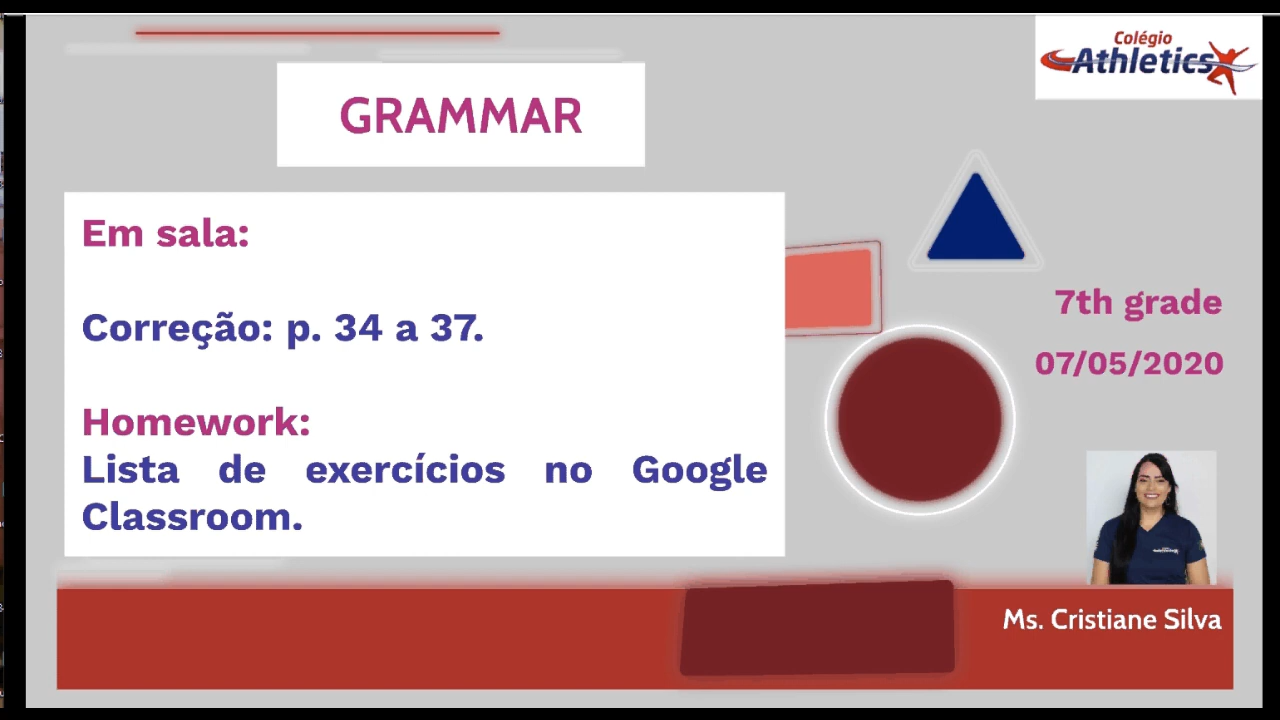 Colégio
Athletics
GRAMMAR
Em sala:
Correção: p. 34 a 37.
Homework:
Lista de exercícios no Google
Classroom.
7th grade
07/05/2020
Ms. Cristiane Silva